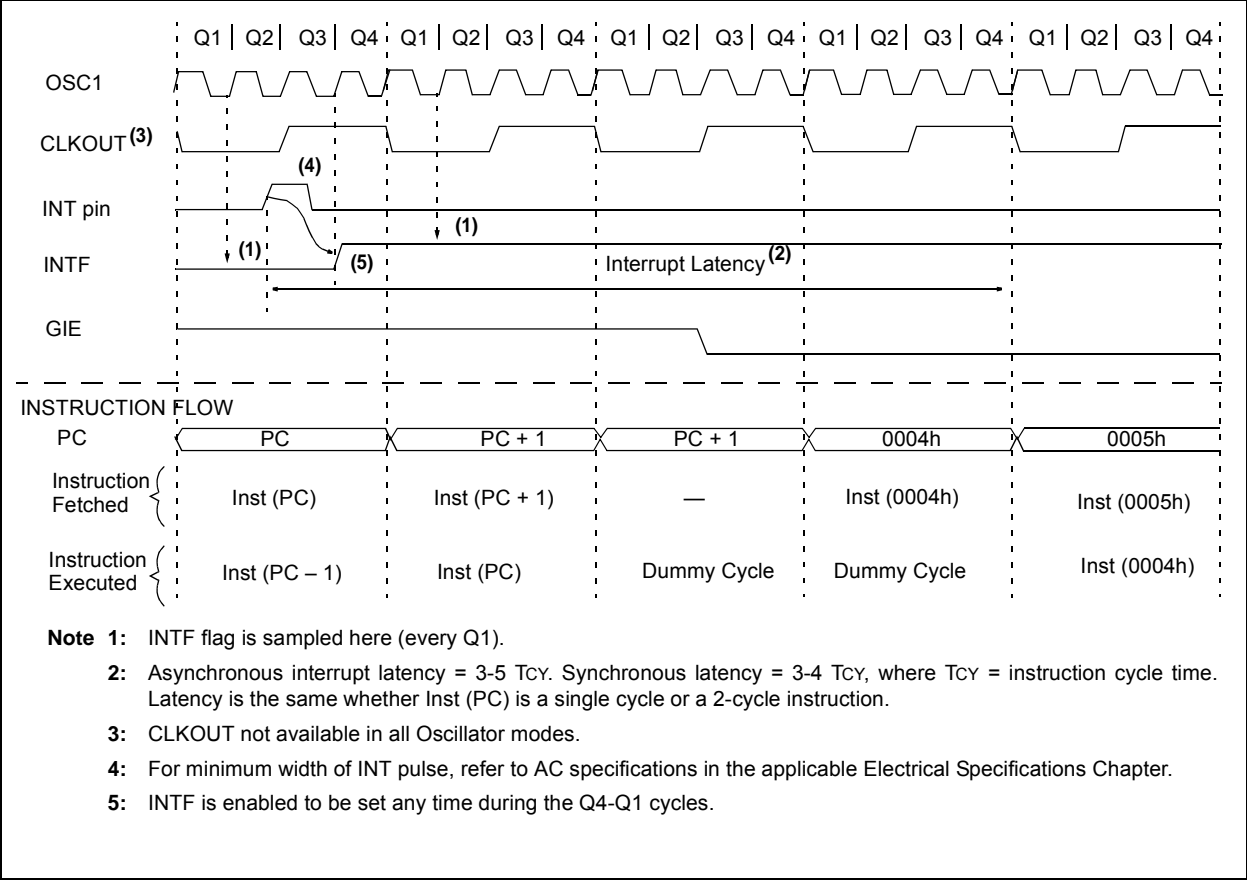 Q1 | Q2 | Q3 | Q4 Q1 | Q2 | Q3 | Q4 Q1 | Q2 | Q3 | Q4 Q1 | Q2 | Q3 | Q4 Q1 | Q2 | Q3 | Q4
OSC1
CLKOUT (3)
(4)
INT pin
(1)
(1) (5)
INTF Interrupt Latency (2)
GIE
INSTRUCTION FLOW
PC PC PC + 1 PC + 1 0004h 0005h
Instruction
Fetched Inst (PC) Inst (PC + 1) — Inst (0004h) Inst (0005h)
Instruction
Executed Inst (PC – 1) Inst (PC) Dummy Cycle Dummy Cycle Inst (0004h)
Note 1: INTF flag is sampled here (every Q1).
2: Asynchronous interrupt latency = 3-5 TCY. Synchronous latency = 3-4 TCY, where TCY = instruction cycle time.
Latency is the same whether Inst (PC) is a single cycle or a 2-cycle instruction.
3: CLKOUT not available in all Oscillator modes.
4: For minimum width of INT pulse, refer to AC specifications in the applicable Electrical Specifications Chapter.
5: INTF is enabled to be set any time during the Q4-Q1 cycles.